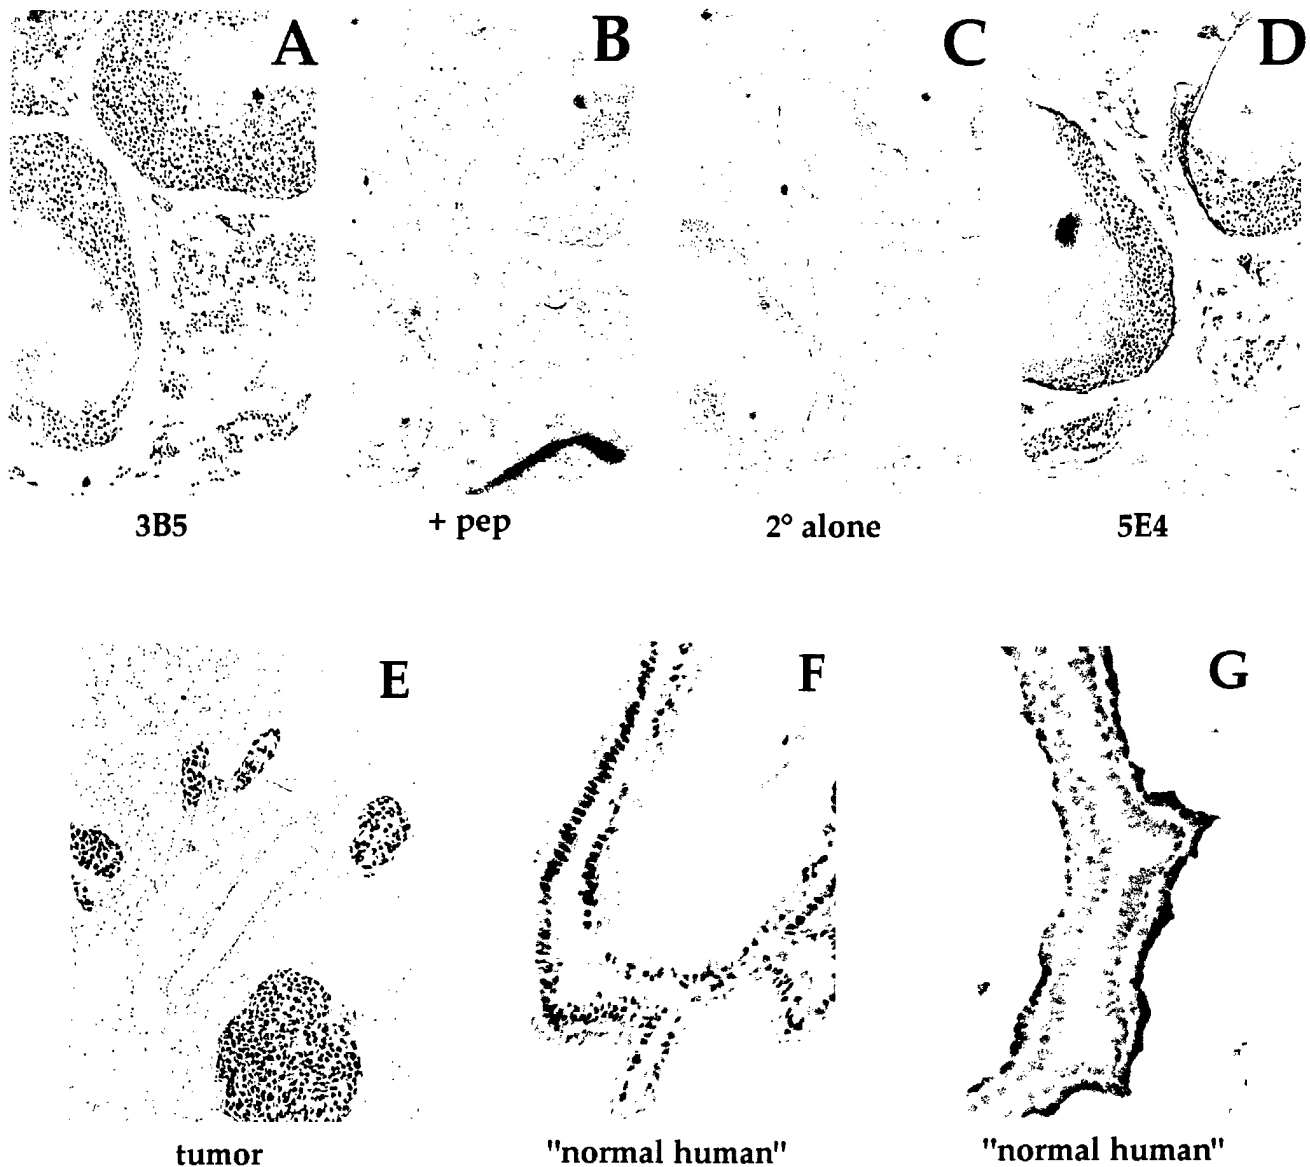 A
B
C
D
3B5
+ pep
2° alone
5E4
E
F
G
tumor
"normal human"
"normal human"